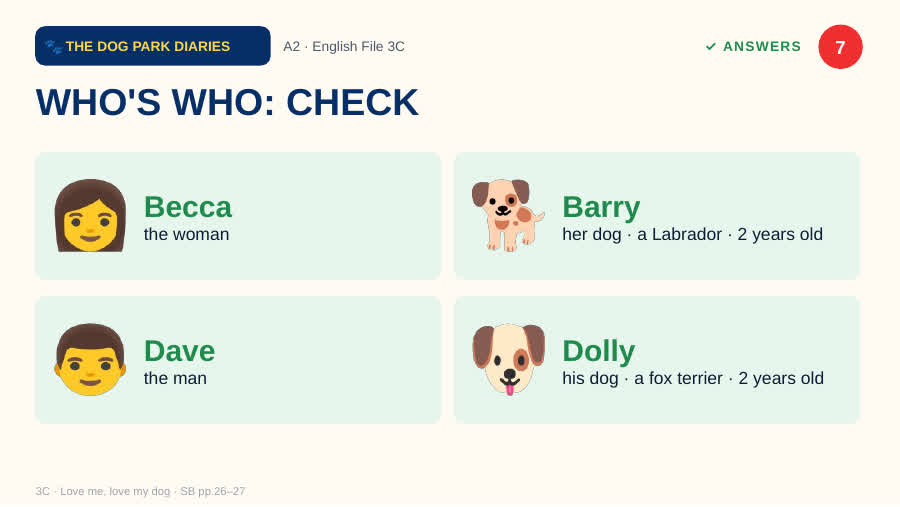 🐾 THE DOG PARK DIARIES
A2 · English File 3C
✓ ANSWERS
7
WHO'S WHO: CHECK
Becca
the woman
Barry
her dog · a Labrador · 2 years old
Dave
the man
Dolly
his dog · a fox terrier · 2 years old
3C · Love me, love my dog · SB pp.26–27